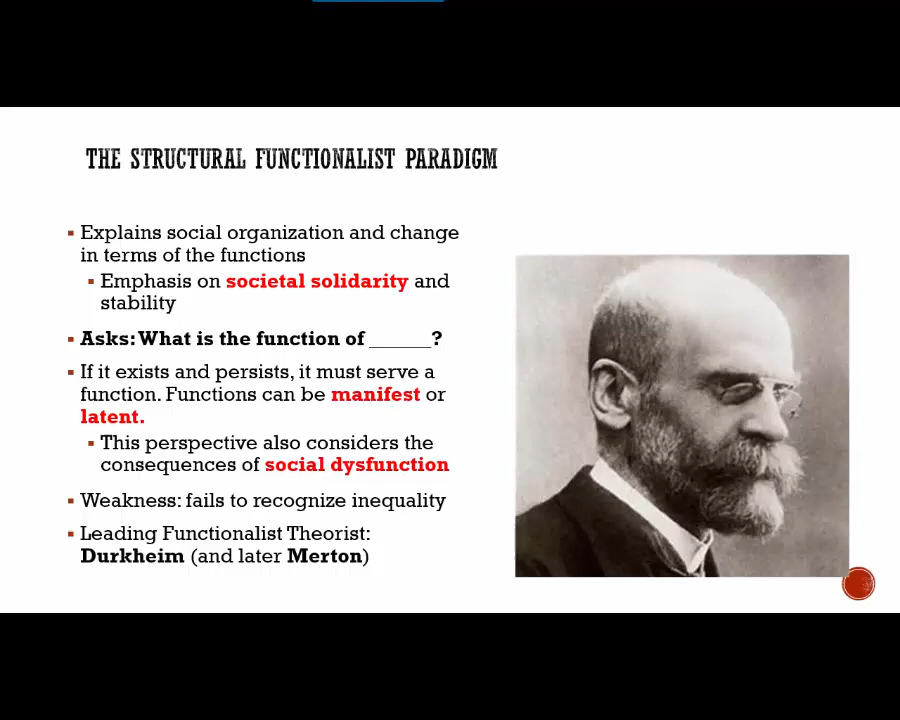 THE STRUCTURAL FUNCTIONALIST PARADIGM
▪ Explains social organization and change
in terms of the functions
▪ Emphasis on societal solidarity and
stability
▪ Asks: What is the function of ______?
▪ If it exists and persists, it must serve a
function. Functions can be manifest or
latent.
▪ This perspective also considers the
consequences of social dysfunction
▪ Weakness: fails to recognize inequality
▪ Leading Functionalist Theorist:
Durkheim (and later Merton)